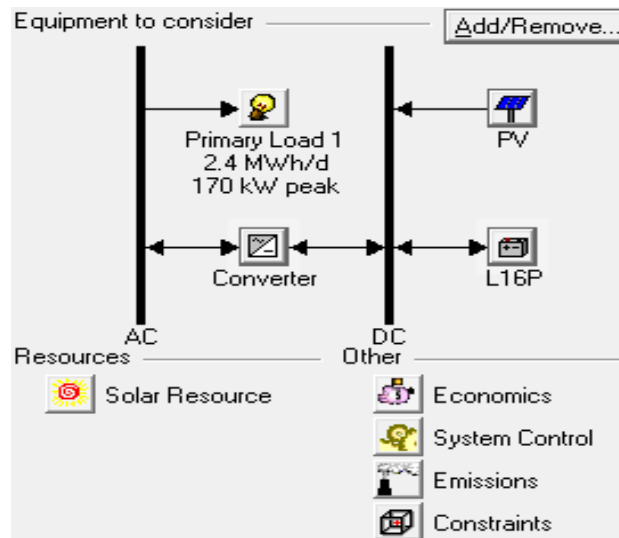 Equipment to consider
Add/Remove...
Primary Load 1
2.4 MWh/d
170 kW peak
PV
Converter
L16P
AC
DC
Resources
Other
Solar Resource
Economics
System Control
Emissions
Constraints